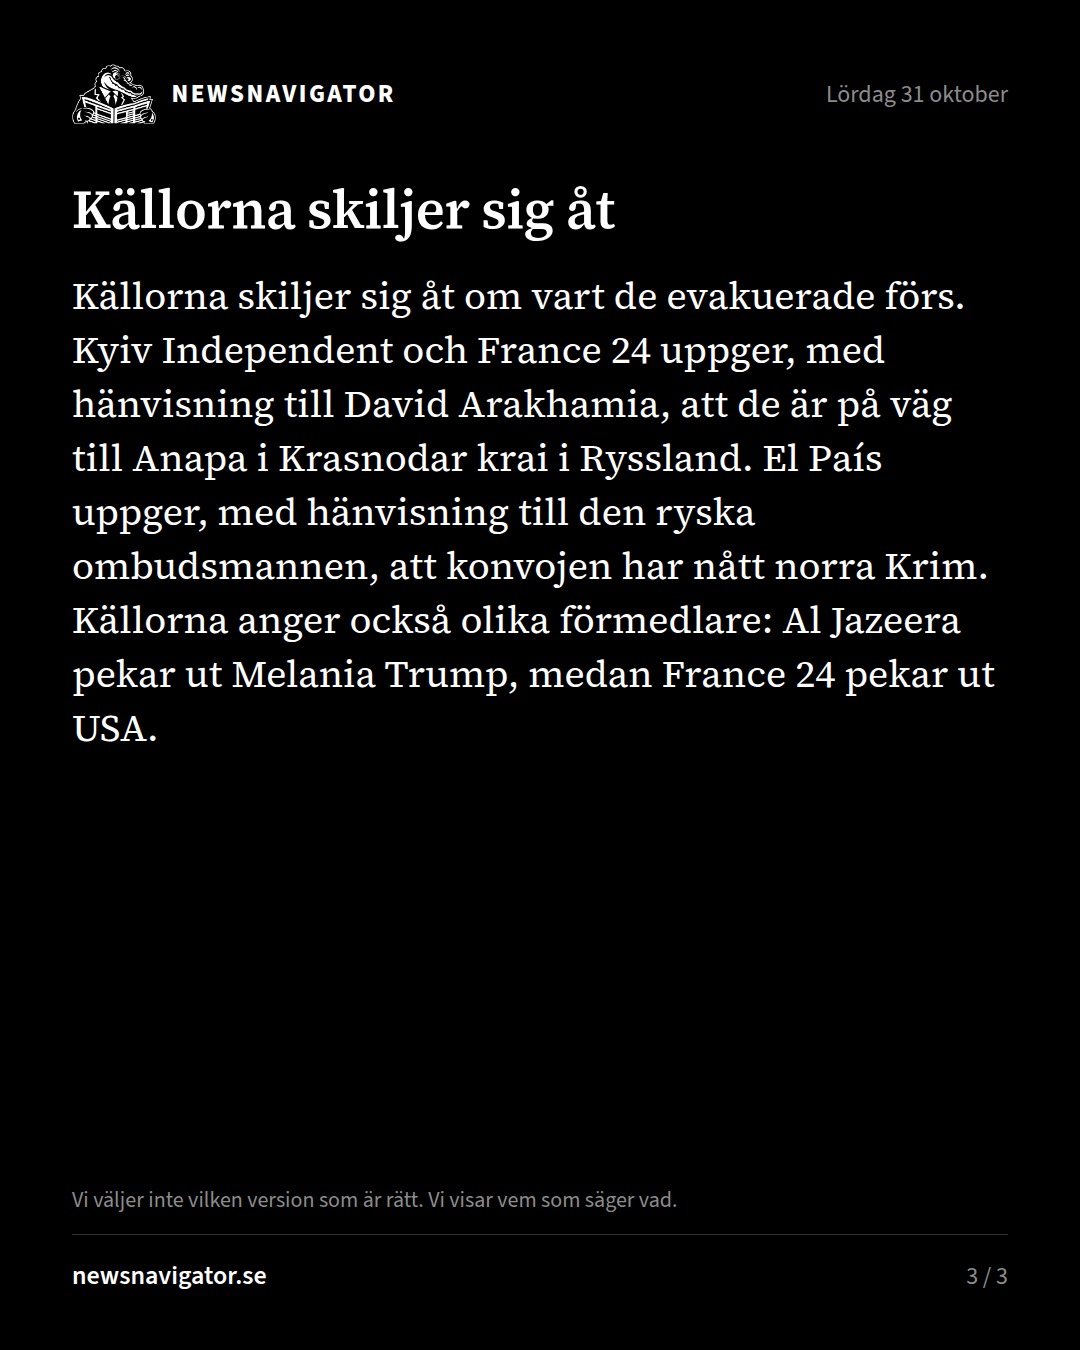 NEWSNAVIGATOR
Lördag 31 oktober
Källorna skiljer sig åt
Källorna skiljer sig åt om vart de evakuerade förs.
Kyiv Independent och France 24 uppger, med
hänvisning till David Arakhamia, att de är på väg
till Anapa i Krasnodar krai i Ryssland. El País
uppger, med hänvisning till den ryska
ombudsmannen, att konvojen har nått norra Krim.
Källorna anger också olika förmedlare: Al Jazeera
pekar ut Melania Trump, medan France 24 pekar ut
USA.
Vi väljer inte vilken version som är rätt. Vi visar vem som säger vad.
newsnavigator.se
3 / 3